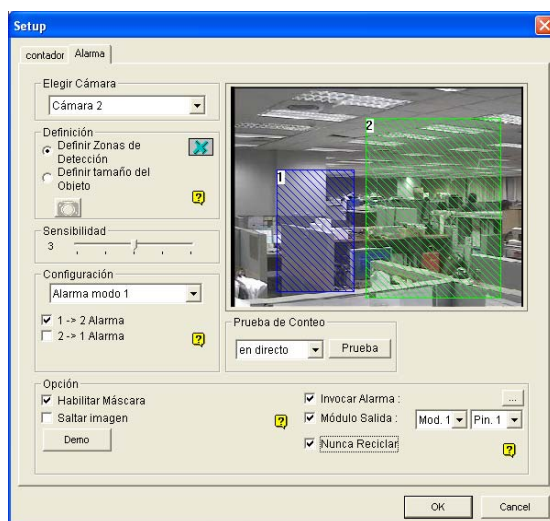 Setup
contador Alarma
Elegir Cámara
Cámara 2
Definición
Definir Zonas de
Detección
Definir tamaño del
Objeto
?
Sensibilidad
3
Configuración
Alarma modo 1
1 -> 2 Alarma
2 -> 1 Alarma
?
1
2
Prueba de Conteo
en directo
Prueba
Opción
Habilitar Máscara
Saltar imagen
Demo
?
Invocar Alarma :
...
Módulo Salida :
Mod. 1
Pin. 1
Nunca Reciclar
?
OK
Cancel